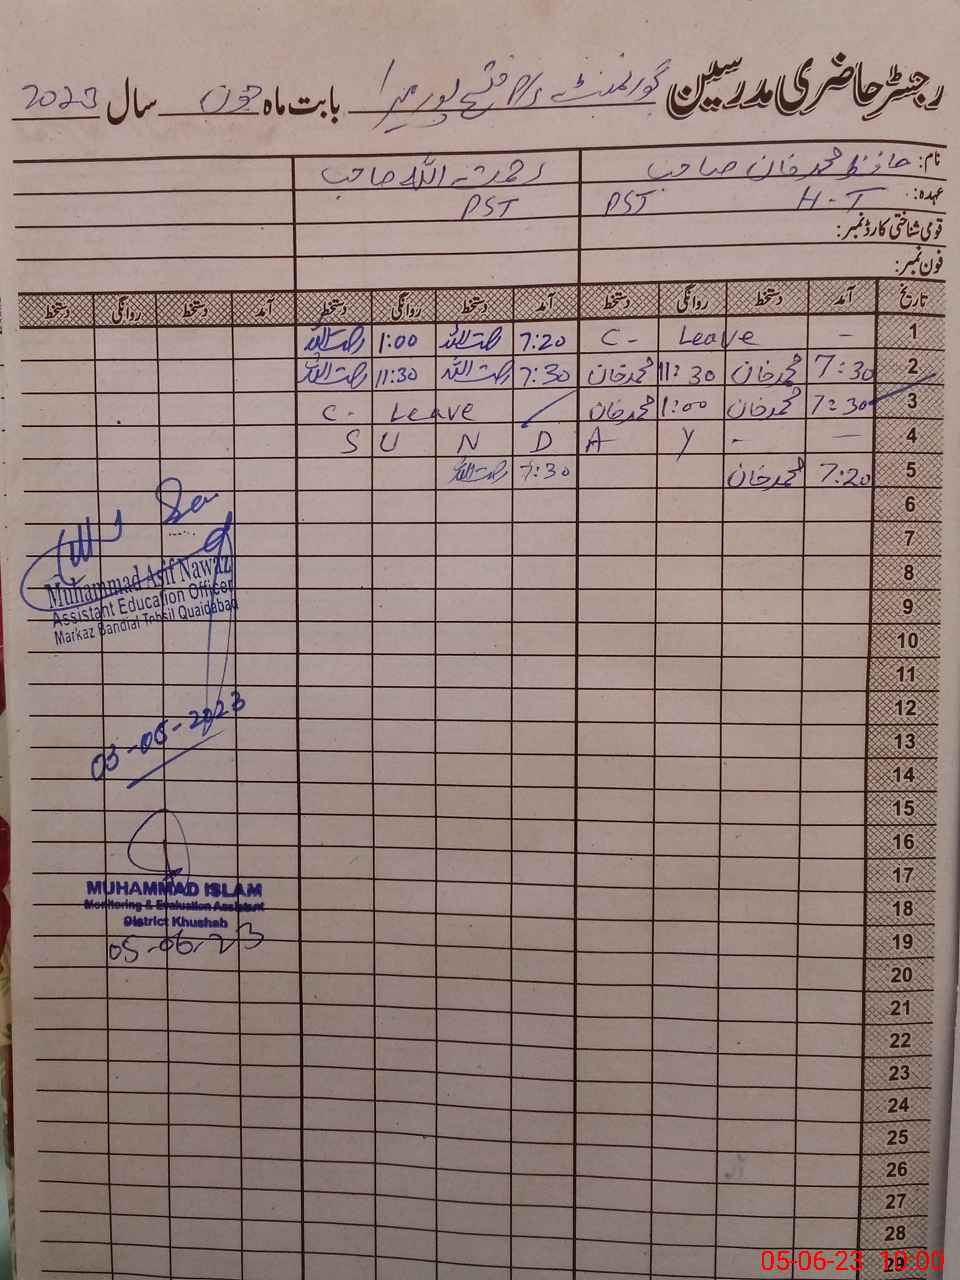 رجسٹر حاضری مدرسین گورنمنٹ P/S فتح پور میرا بابت ماہ جون سال 2023
نام: حافظ محمد خان صاحب رحمت اللہ صاحب
عہدہ: H-T PST PST
قومی شناختی کارڈ نمبر:
فون نمبر:
تاریخ آمد دستخط روانگی دستخط آمد دستخط روانگی دستخط آمد دستخط روانگی دستخط
1 — C- Leave 7:20 رحمت اللہ 1:00 رحمت اللہ
2 7:30 محمد خان 11:30 محمد خان 7:30 رحمت اللہ 11:30 رحمت اللہ
3 7:30 محمد خان 1:00 محمد خان C- Leave
4 S U N D A Y - —
5 7:20 محمد خان 7:30 رحمت اللہ
6
7
8
9
10
11
12
13
14
15
16
17
18
19
20
21
22
23
24
25
26
27
28
29
Muhammad Asif Nawaz
Assistant Education Officer
Markaz Bandial Tehsil Quaidabad
03-06-2023
MUHAMMAD ISLAM
Monitoring & Evaluation Assistant
District Khushab
05-06-23
05-06-23 10:00